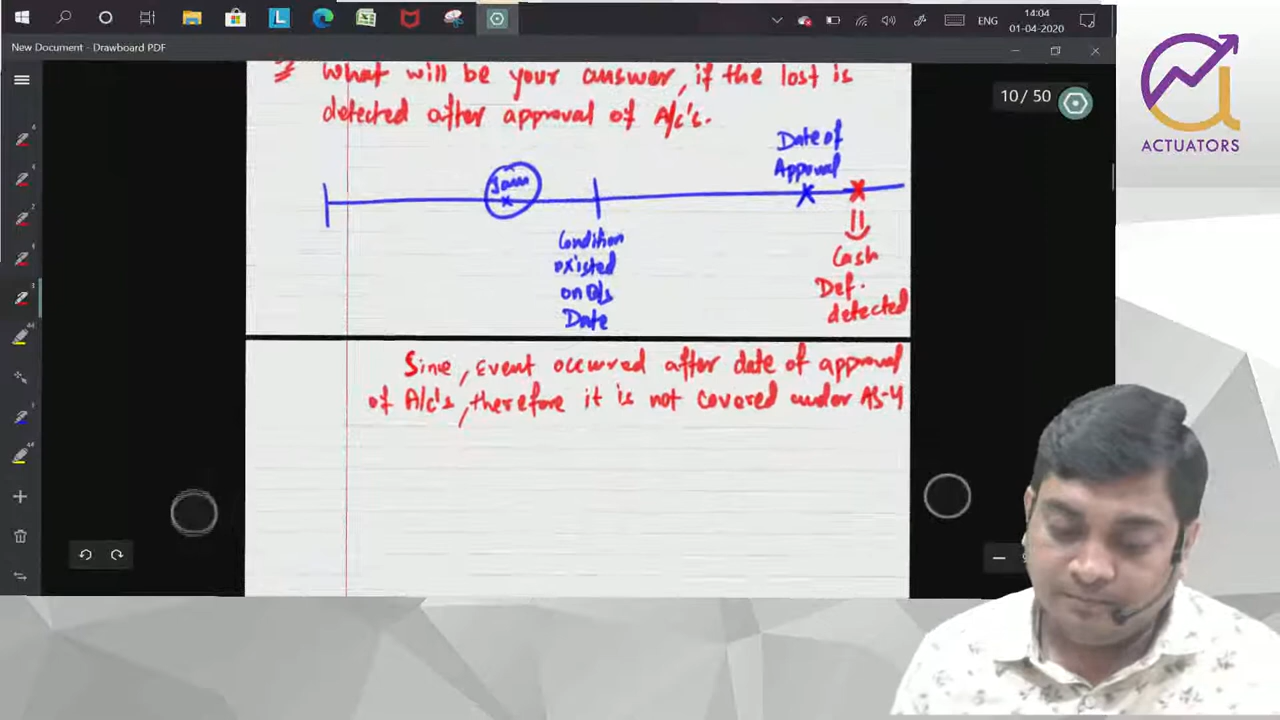 14:04
ENG
01-04-2020
New Document - Drawboard PDF
What will be your answer, if the lost is
detected after approval of A/c's.
10 / 50
ACTUATORS
Date of
Approval
Condition
existed
on B/s
Date
Cash
Def.
detected
Sine, Event occurred after date of approval
of A/c's, therefore it is not covered under AS-4